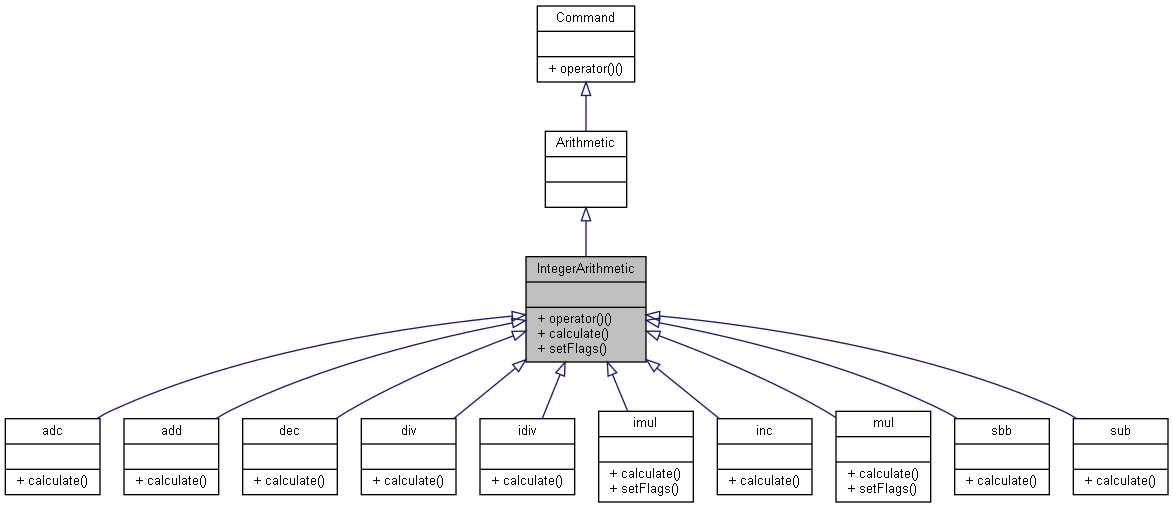 Command
+ operator()()
Arithmetic
IntegerArithmetic
+ operator()()
+ calculate()
+ setFlags()
adc
+ calculate()
add
+ calculate()
dec
+ calculate()
div
+ calculate()
idiv
+ calculate()
imul
+ calculate()
+ setFlags()
inc
+ calculate()
mul
+ calculate()
+ setFlags()
sbb
+ calculate()
sub
+ calculate()